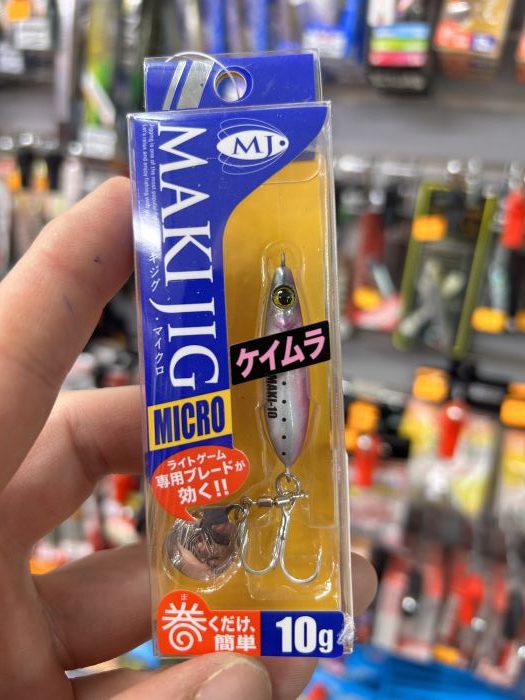 MJ
MAKI JIG
マキジグ・マイクロ
MICRO
ケイムラ
MAKI-10
ライトゲーム
専用ブレードが
効く!!
ま
巻くだけ、
簡単
10g